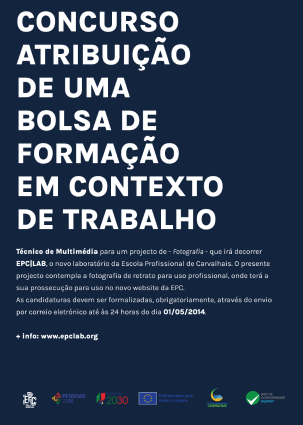 CONCURSO
ATRIBUIÇÃO
DE UMA
BOLSA DE
FORMAÇÃO
EM CONTEXTO
DE TRABALHO
Técnico de Multimédia para um projeto de - Fotografia - que irá decorrer
EPC|LAB, o novo laboratório da Escola Profissional de Carvalhais. O presente
projeto contempla a fotografia de retrato para uso profissional, onde terá a
sua prossecução para uso no novo website da EPC.
As candidaturas devem ser formalizadas, obrigatoriamente, através do envio
por correio eletrónico até às 24 horas do dia 01/05/2014.
+ info: www.epclab.org
2030